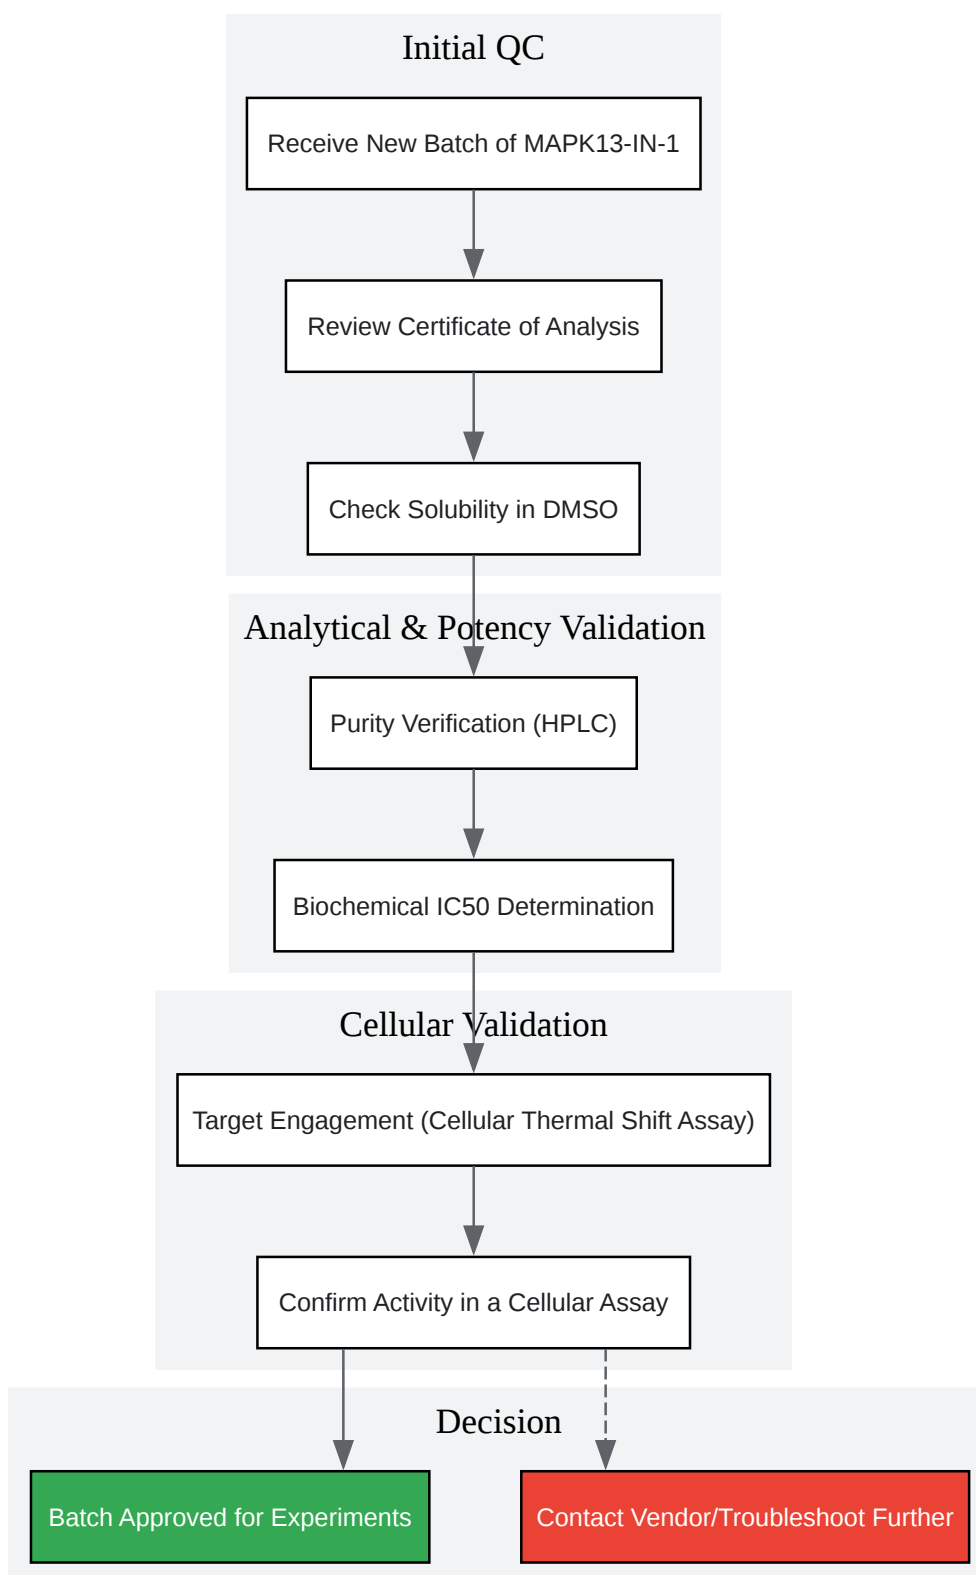 Initial QC
Receive New Batch of MAPK13-IN-1
Review Certificate of Analysis
Check Solubility in DMSO
Analytical & Potency Validation
Purity Verification (HPLC)
Biochemical IC50 Determination
Cellular Validation
Target Engagement (Cellular Thermal Shift Assay)
Confirm Activity in a Cellular Assay
Decision
Batch Approved for Experiments
Contact Vendor/Troubleshoot Further